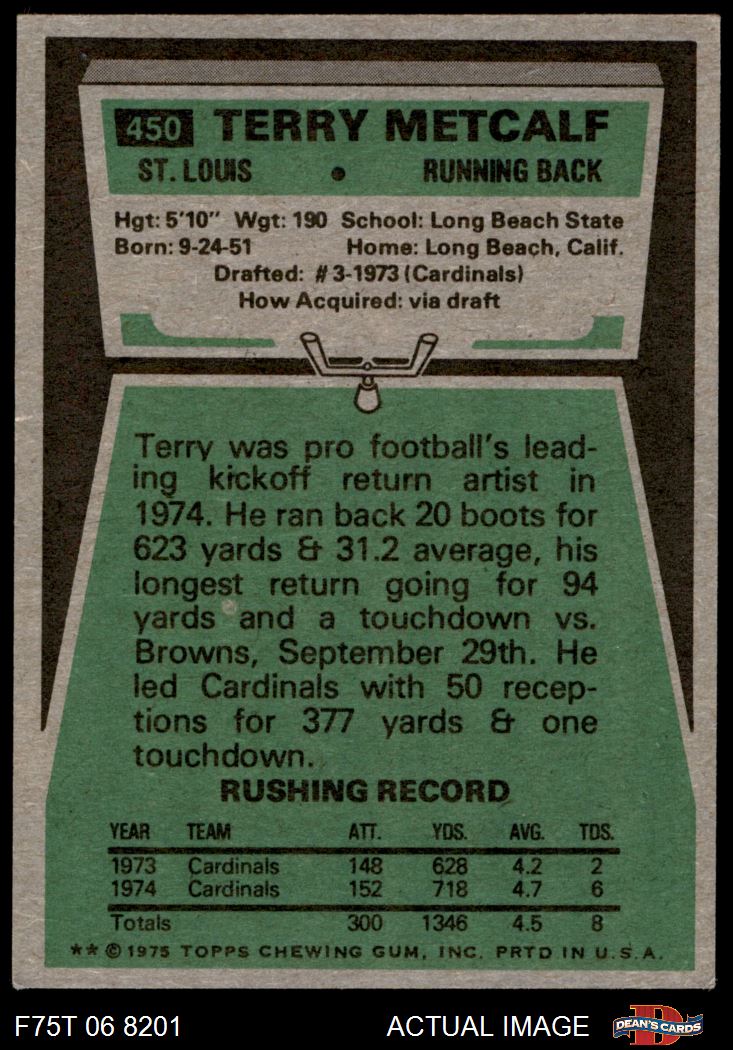 450 TERRY METCALF
ST. LOUIS • RUNNING BACK
Hgt: 5'10" Wgt: 190 School: Long Beach State
Born: 9-24-51 Home: Long Beach, Calif.
Drafted: #3-1973 (Cardinals)
How Acquired: via draft
Terry was pro football's lead-
ing kickoff return artist in
1974. He ran back 20 boots for
623 yards & 31.2 average, his
longest return going for 94
yards and a touchdown vs.
Browns, September 29th. He
led Cardinals with 50 recep-
tions for 377 yards & one
touchdown.
RUSHING RECORD
YEAR TEAM ATT. YDS. AVG. TDS.
1973 Cardinals 148 628 4.2 2
1974 Cardinals 152 718 4.7 6
Totals 300 1346 4.5 8
** © 1975 TOPPS CHEWING GUM, INC. PRTD IN U.S.A.
F75T 06 8201 ACTUAL IMAGE D DEAN'S CARDS